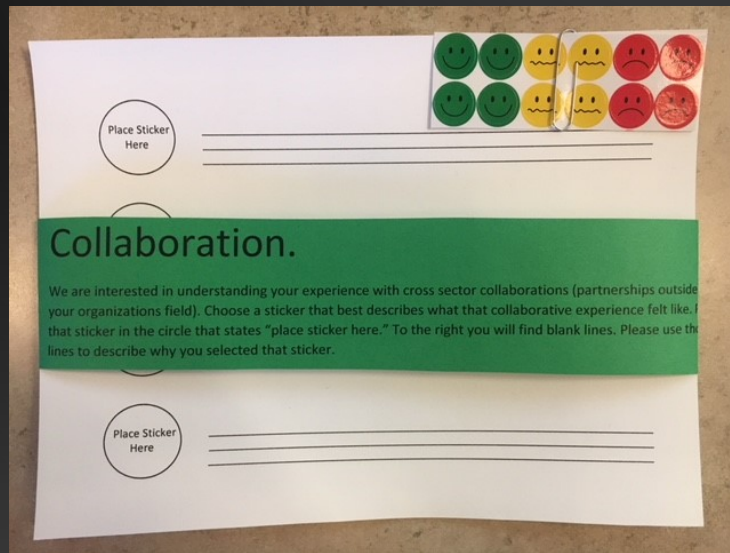 Place Sticker
Here
Collaboration.
We are interested in understanding your experience with cross sector collaborations (partnerships outside
your organizations field). Choose a sticker that best describes what that collaborative experience felt like.
that sticker in the circle that states “place sticker here.” To the right you will find blank lines. Please use
lines to describe why you selected that sticker.
Place Sticker
Here